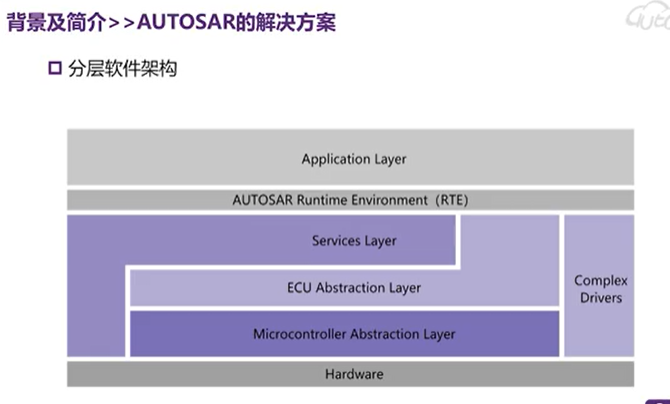 背景及简介>>AUTOSAR的解决方案
分层软件架构
Application Layer
AUTOSAR Runtime Environment（RTE）
Services Layer
ECU Abstraction Layer
Complex
Drivers
Microcontroller Abstraction Layer
Hardware